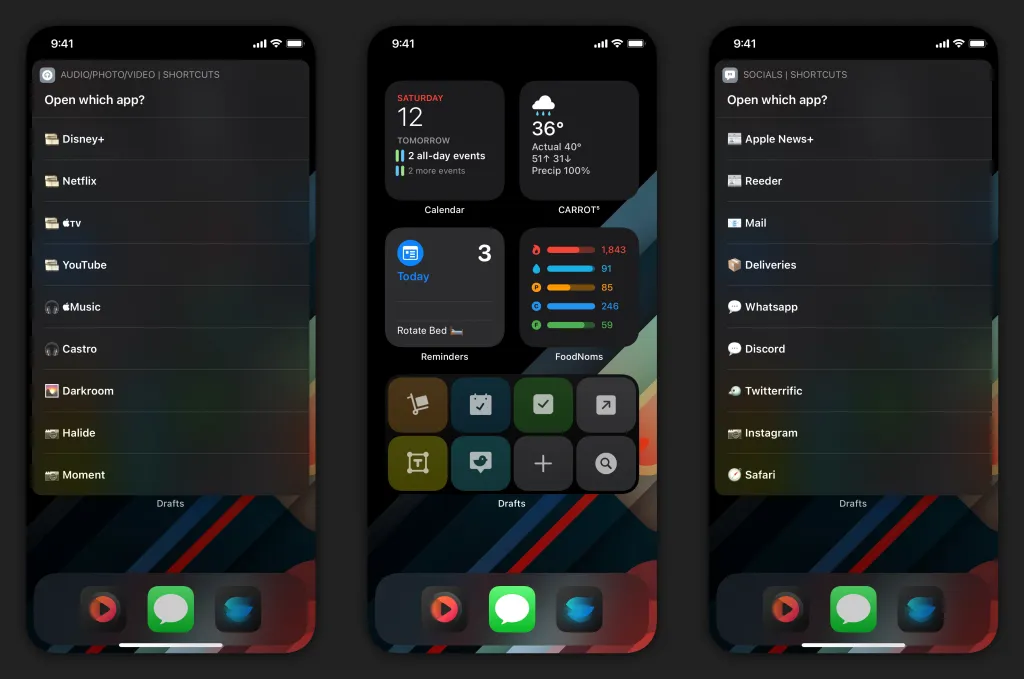 9:41
AUDIO/PHOTO/VIDEO | SHORTCUTS
Open which app?
Disney+
Netflix
tv
YouTube
Music
Castro
Darkroom
Halide
Moment
Drafts
9:41
SATURDAY
12
TOMORROW
2 all-day events
2 more events
Calendar
36°
Actual 40°
51↑ 31↓
Precip 100%
CARROT⁵
3
Today
Rotate Bed
Reminders
1,843
91
P 85
C 246
F 59
FoodNoms
T
Drafts
9:41
SOCIALS | SHORTCUTS
Open which app?
Apple News+
Reeder
Mail
Deliveries
Whatsapp
Discord
Twitterrific
Instagram
Safari
Drafts